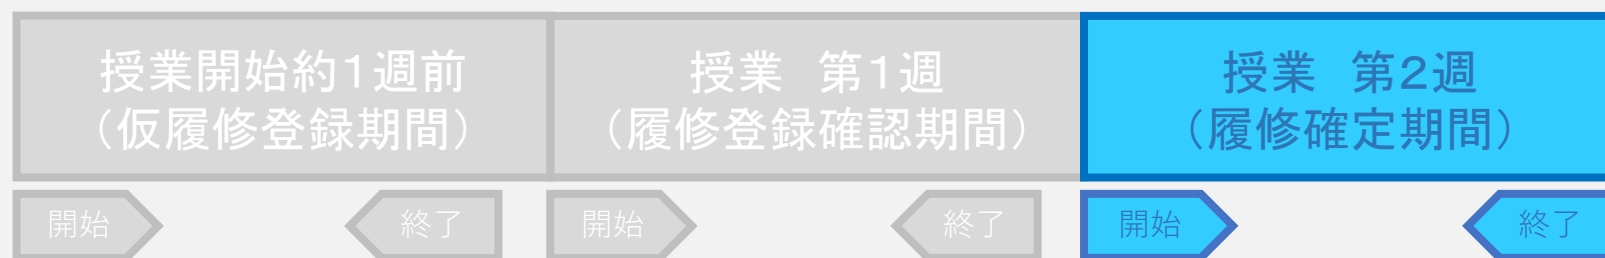 授業開始約1週前
（仮履修登録期間）
授業　第1週
（履修登録確認期間）
授業　第2週
（履修確定期間）
開始
終了
開始
終了
開始
終了